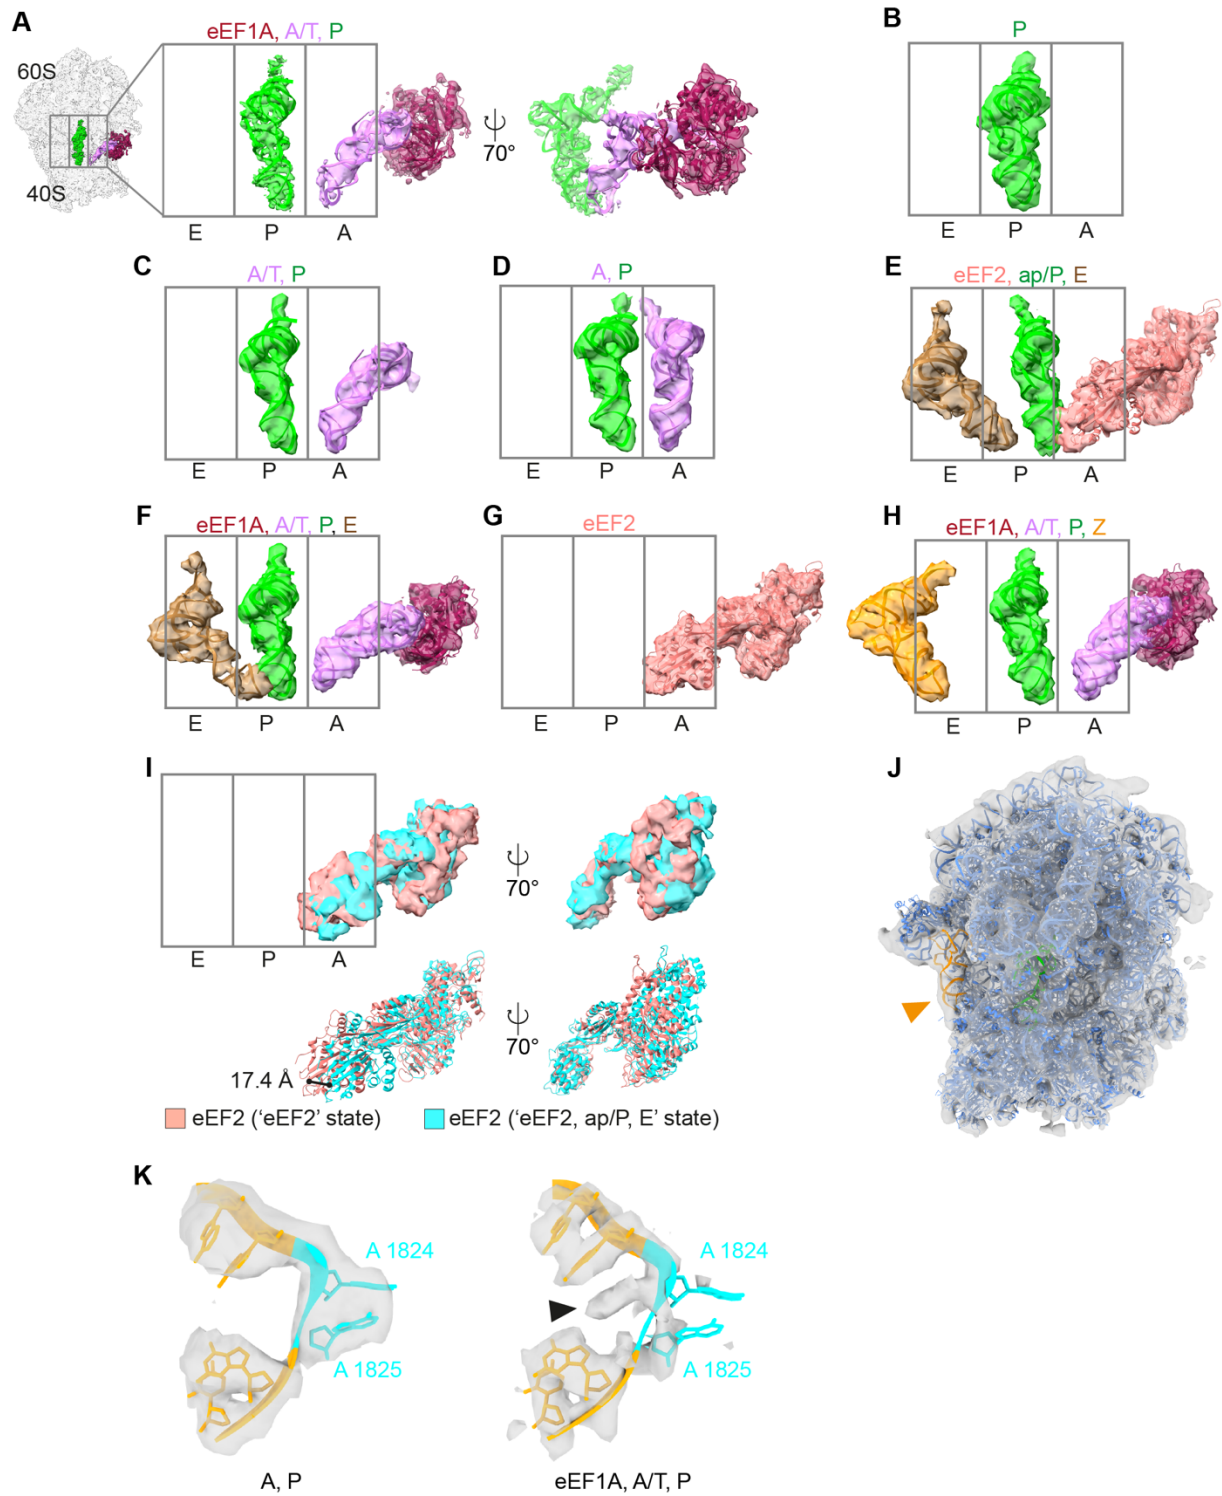 A
eEF1A, A/T, P
60S
40S
70°
E P A
B
P
E P A
C
A/T, P
E P A
D
A, P
E P A
E
eEF2, ap/P, E
E P A
F
eEF1A, A/T, P, E
E P A
G
eEF2
E P A
H
eEF1A, A/T, P, Z
E P A
I
70°
E P A
70°
17.4 Å
eEF2 (‘eEF2’ state)
eEF2 (‘eEF2, ap/P, E’ state)
J
K
A 1824
A 1825
A, P
A 1824
A 1825
eEF1A, A/T, P